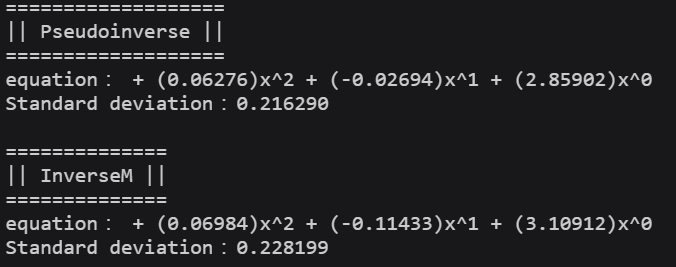 ===================
|| Pseudoinverse ||
===================
equation： + (0.06276)x^2 + (-0.02694)x^1 + (2.85902)x^0
Standard deviation：0.216290

==============
|| InverseM ||
==============
equation： + (0.06984)x^2 + (-0.11433)x^1 + (3.10912)x^0
Standard deviation：0.228199